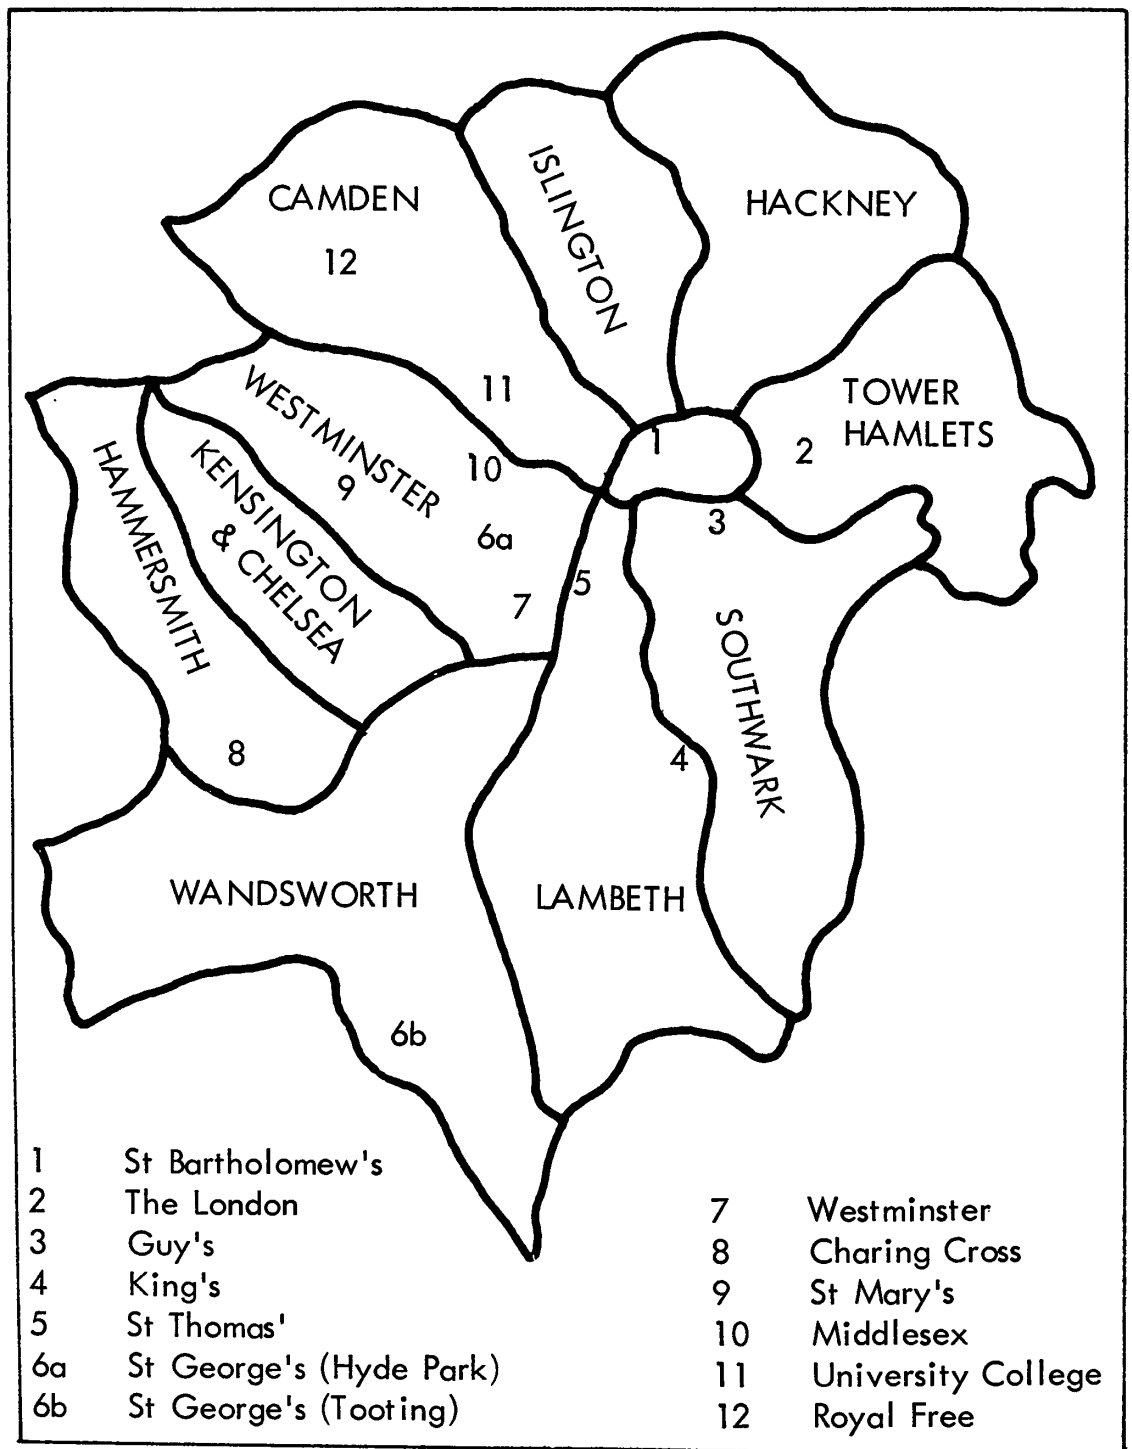 CAMDEN
ISLINGTON
HACKNEY
12
WESTMINSTER
11
TOWER
HAMLETS
1
2
10
9
HAMMERSMITH
KENSINGTON
& CHELSEA
6a
3
5
7
SOUTHWARK
8
4
WANDSWORTH
LAMBETH
6b
1 St Bartholomew's
2 The London
3 Guy's
4 King's
5 St Thomas'
6a St George's (Hyde Park)
6b St George's (Tooting)
7 Westminster
8 Charing Cross
9 St Mary's
10 Middlesex
11 University College
12 Royal Free